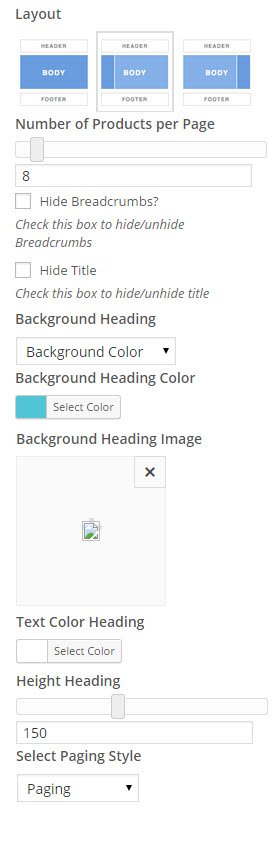 Layout
HEADER HEADER HEADER
BODY BODY BODY
FOOTER FOOTER FOOTER
Number of Products per Page
8
Hide Breadcrumbs?
Check this box to hide/unhide
Breadcrumbs
Hide Title
Check this box to hide/unhide title
Background Heading
Background Color
Background Heading Color
Select Color
Background Heading Image
Text Color Heading
Select Color
Height Heading
150
Select Paging Style
Paging